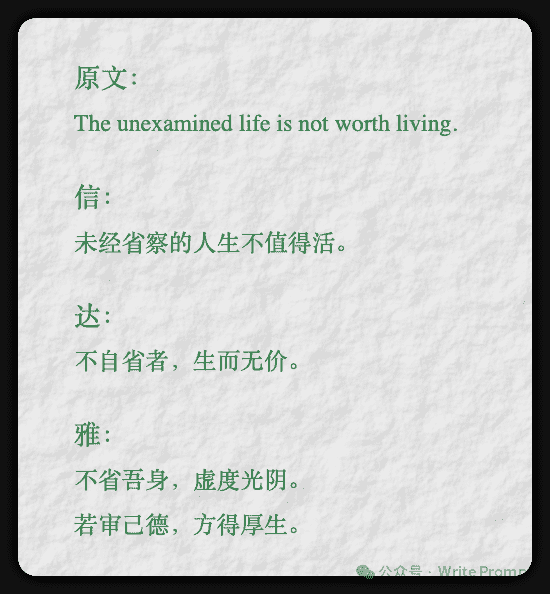 原文：
The unexamined life is not worth living.
信：
未经省察的人生不值得活。
达：
不自省者，生而无价。
雅：
不省吾身，虚度光阴。
若审己德，方得厚生。
公众号 · Write